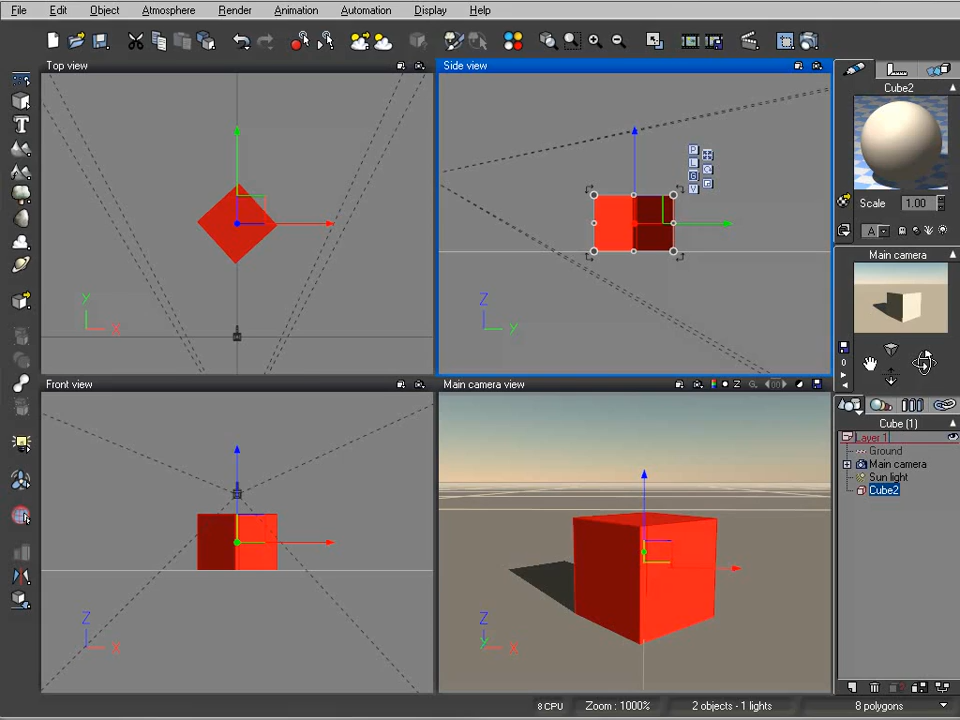 File Edit Object Atmosphere Render Animation Automation Display Help
Top view
Side view
Cube2
P
L
B
V
Scale 1.00
A
Main camera
Z
y
y
x
0
Front view
Main camera view
Z
Cube (1)
Layer 1
Ground
Main camera
Sun light
Cube2
Z
x
Z
y
x
8 CPU Zoom : 1000% 2 objects - 1 lights 8 polygons